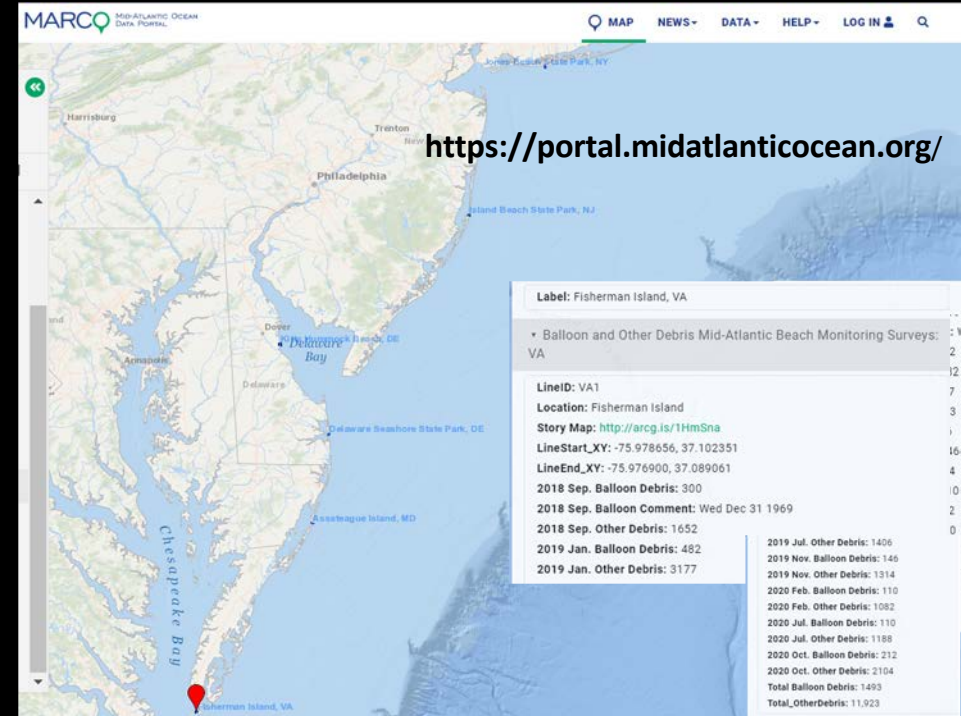 MARCO MID-ATLANTIC OCEAN
DATA PORTAL
MAP NEWS DATA HELP LOG IN
Jones Beach State Park, NY
Harrisburg
Trenton
New
https://portal.midatlanticocean.org/
Philadelphia
Island Beach State Park, NJ
Label: Fisherman Island, VA
Balloon and Other Debris Mid-Atlantic Beach Monitoring Surveys:
VA
Dover
Kitts Hummock Beach, DE
Delaware
Bay
Annapolis
Delaware
LineID: VA1
Location: Fisherman Island
Story Map: http://arcg.is/1HmSna
Delaware Seashore State Park, DE
LineStart_XY: -75.978656, 37.102351
LineEnd_XY: -75.976900, 37.089061
2018 Sep. Balloon Debris: 300
2018 Sep. Balloon Comment: Wed Dec 31 1969
Assateague Island, MD
2018 Sep. Other Debris: 1652
2019 Jan. Balloon Debris: 482
2019 Jan. Other Debris: 3177
Chesapeake Bay
2019 Jul. Other Debris: 1406
2019 Nov. Balloon Debris: 146
2019 Nov. Other Debris: 1314
2020 Feb. Balloon Debris: 110
2020 Feb. Other Debris: 1082
2020 Jul. Balloon Debris: 110
2020 Jul. Other Debris: 1188
2020 Oct. Balloon Debris: 212
2020 Oct. Other Debris: 2104
Total Balloon Debris: 1493
Total_OtherDebris: 11,923
Fisherman Island, VA